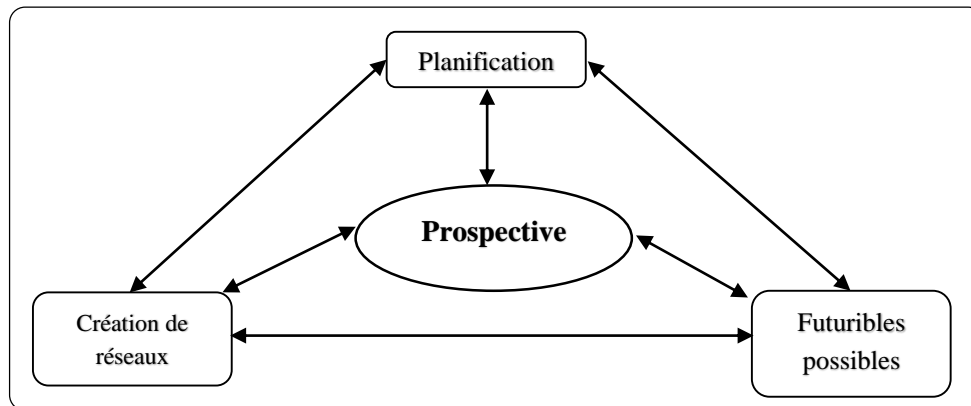 Planification
Prospective
Création de
réseaux
Futuribles
possibles